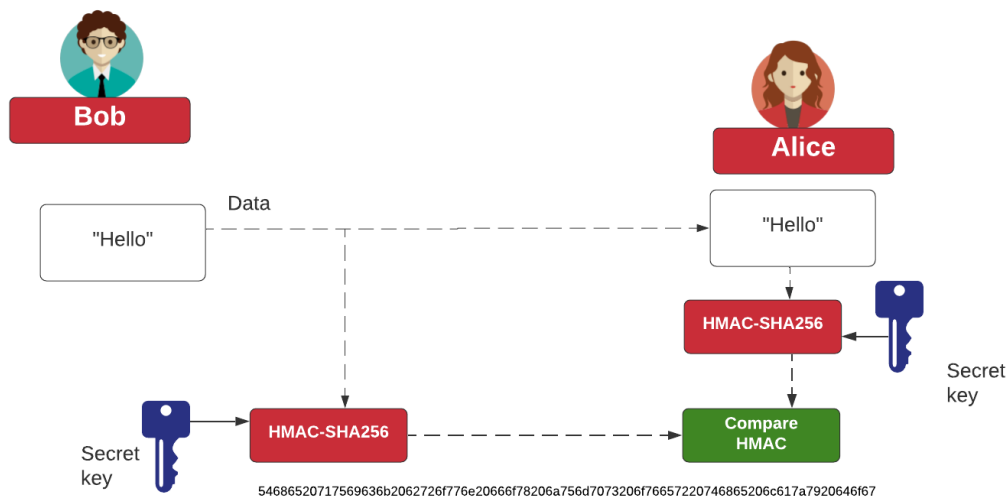 Bob
Alice
Data
"Hello"
"Hello"
HMAC-SHA256
Secret
key
HMAC-SHA256
Secret
key
Compare
HMAC
54686520717569636b2062726f776e20666f78206a756d7073206f76657220746865206c617a7920646f67